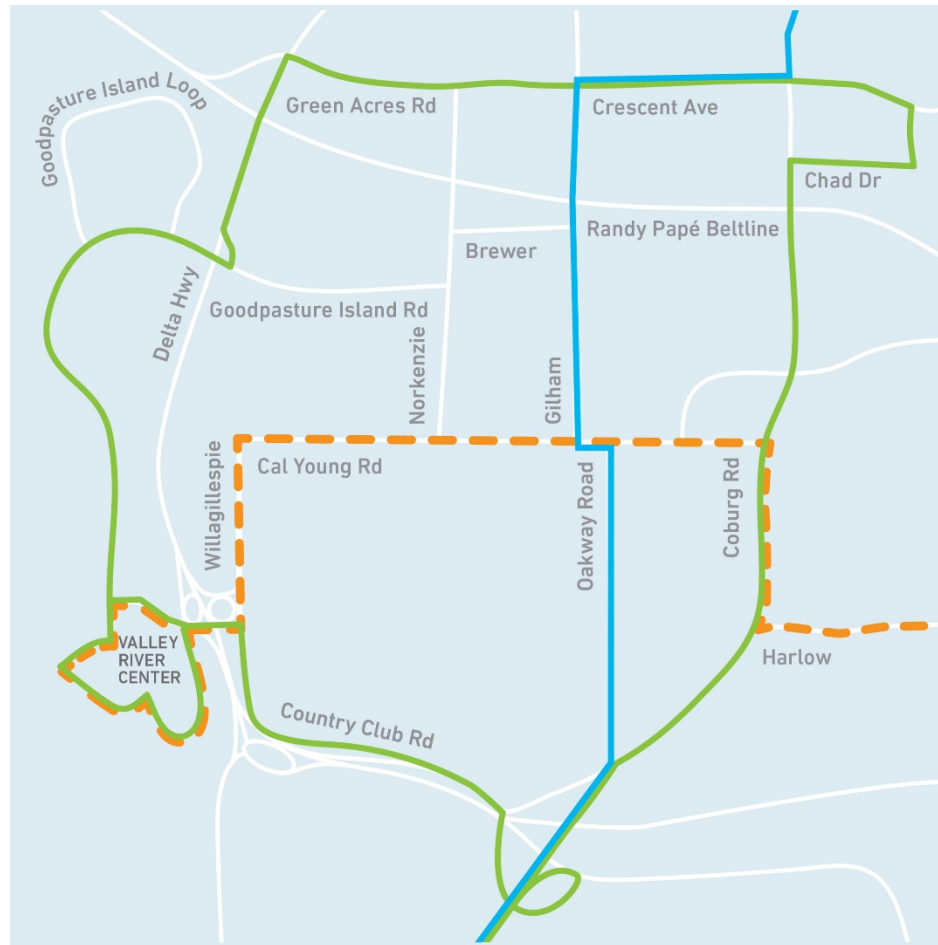 Goodpasture Island Loop
Green Acres Rd
Crescent Ave
Chad Dr
Randy Papé Beltline
Brewer
Delta Hwy
Goodpasture Island Rd
Norkenzie
Gilham
Willagillespie
Cal Young Rd
Oakway Road
Coburg Rd
VALLEY
RIVER
CENTER
Harlow
Country Club Rd